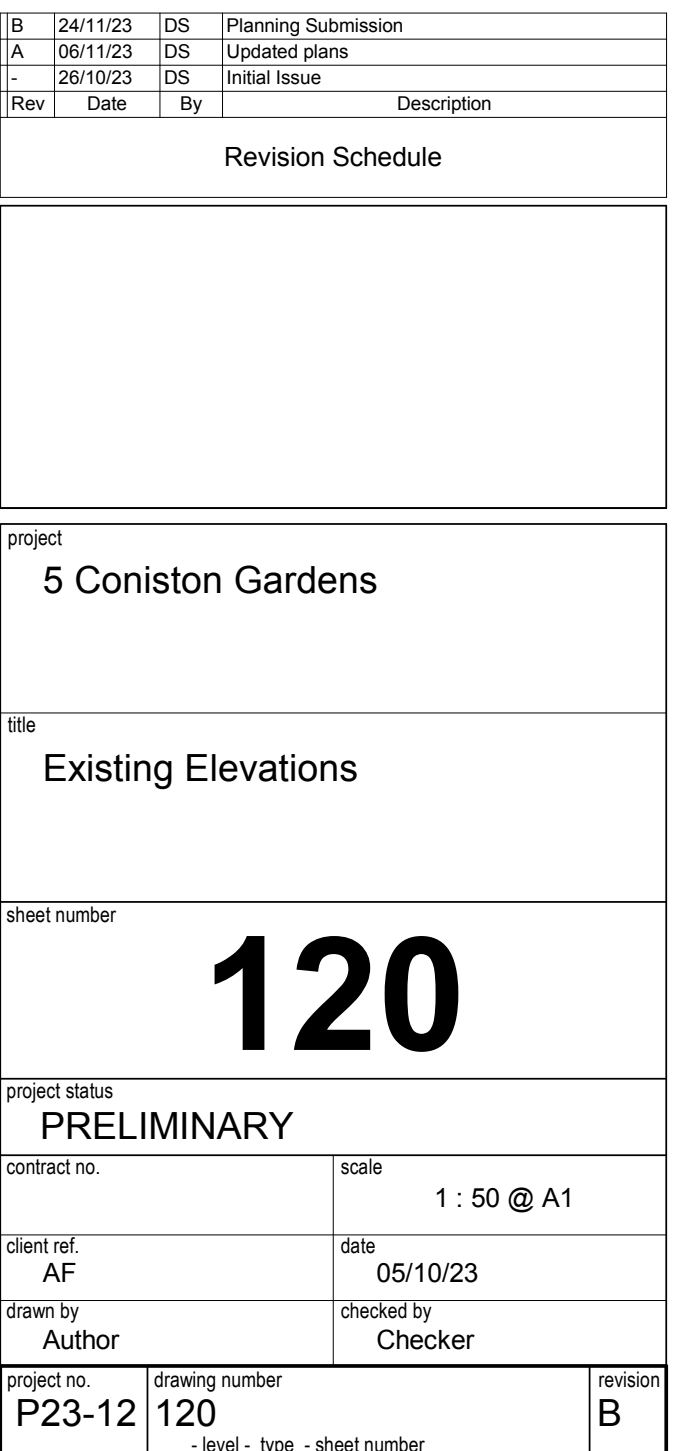 B 24/11/23 DS Planning Submission
A 06/11/23 DS Updated plans
- 26/10/23 DS Initial Issue
Rev Date By Description
Revision Schedule
project
5 Coniston Gardens
title
Existing Elevations
sheet number
120
project status
PRELIMINARY
contract no. scale
1 : 50 @ A1
client ref. date
AF 05/10/23
drawn by checked by
Author Checker
project no. drawing number revision
P23-12 120 B
- level - type - sheet number